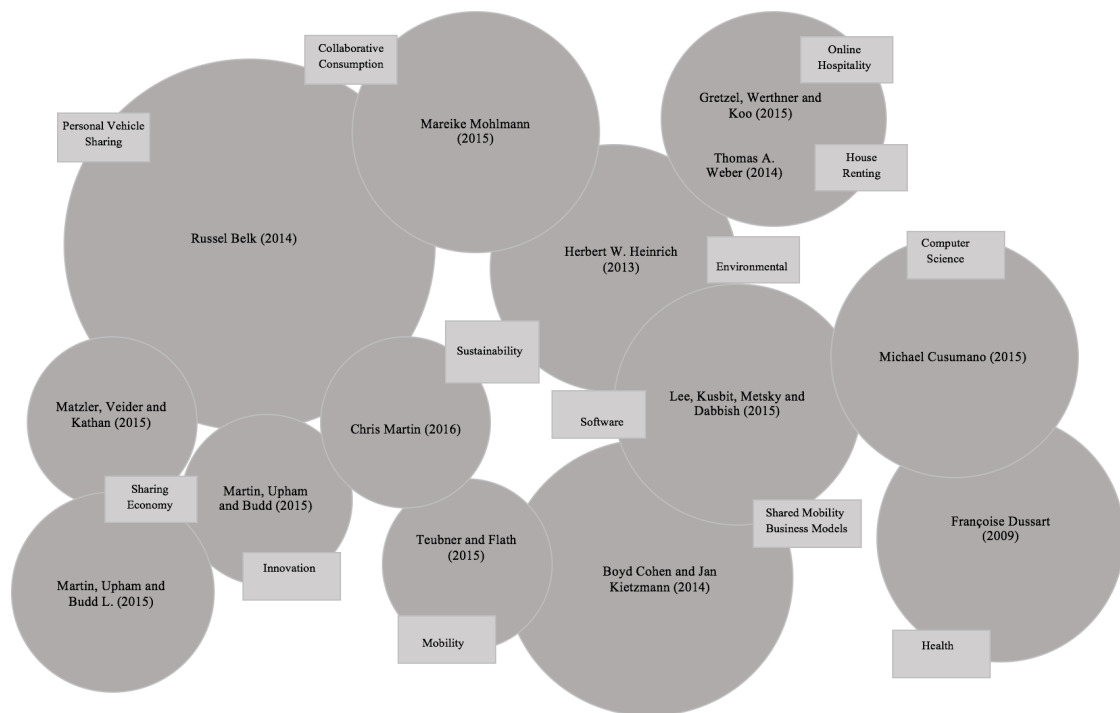 Collaborative
Consumption
Online
Hospitality
Gretzel, Werthner and
Koo (2015)
Personal Vehicle
Sharing
Mareike Mohlmann
(2015)
Thomas A.
Weber (2014)
House
Renting
Russel Belk (2014)
Herbert W. Heinrich
(2013)
Environmental
Computer
Science
Sustainability
Michael Cusumano (2015)
Matzler, Veider and
Kathan (2015)
Chris Martin (2016)
Software
Lee, Kusbit, Metsky and
Dabbish (2015)
Sharing
Economy
Martin, Upham
and Budd (2015)
Shared Mobility
Business Models
Françoise Dussart
(2009)
Teubner and Flath
(2015)
Innovation
Boyd Cohen and Jan
Kietzmann (2014)
Martin, Upham and
Budd L. (2015)
Mobility
Health